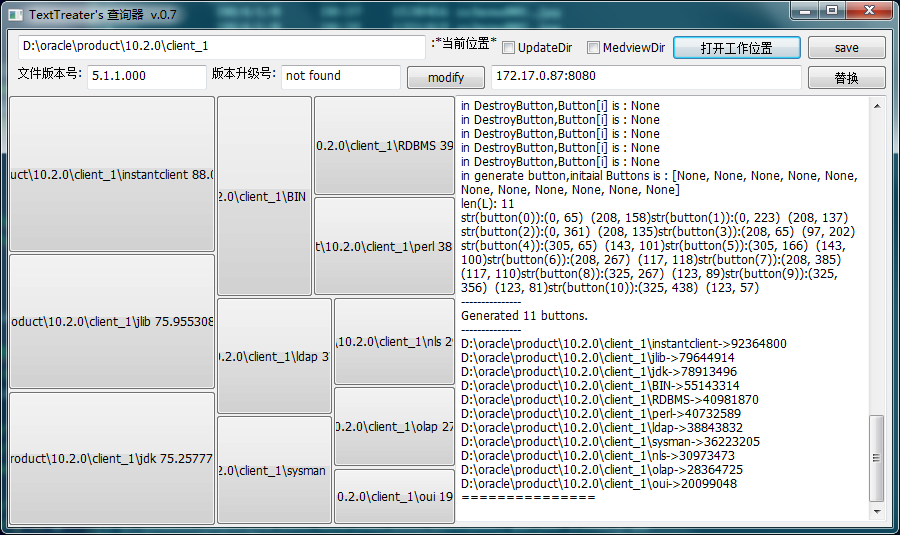 TextTreater's 查询器 v.0.7
D:\oracle\product\10.2.0\client_1
:*当前位置*
UpdateDir
MedviewDir
打开工作位置
save
文件版本号:
5.1.1.000
版本升级号:
not found
modify
172.17.0.87:8080
替换
uct\10.2.0\client_1\instantclient 88.0
oduct\10.2.0\client_1\jlib 75.955308
roduct\10.2.0\client_1\jdk 75.25777
2.0\client_1\BIN
0.2.0\client_1\RDBMS 39
t\10.2.0\client_1\perl 38
0.2.0\client_1\ldap 37
2.0\client_1\sysman
\10.2.0\client_1\nls 29
0.2.0\client_1\olap 27
0.2.0\client_1\oui 19
in DestroyButton,Button[i] is : None
in DestroyButton,Button[i] is : None
in DestroyButton,Button[i] is : None
in DestroyButton,Button[i] is : None
in DestroyButton,Button[i] is : None
in generate button,initaial Buttons is : [None, None, None, None, None,
None, None, None, None, None, None]
len(L): 11
str(button(0)):(0, 65) (208, 158)str(button(1)):(0, 223) (208, 137)
str(button(2)):(0, 361) (208, 135)str(button(3)):(208, 65) (97, 202)
str(button(4)):(305, 65) (143, 101)str(button(5)):(305, 166) (143,
100)str(button(6)):(208, 267) (117, 118)str(button(7)):(208, 385)
(117, 110)str(button(8)):(325, 267) (123, 89)str(button(9)):(325,
356) (123, 81)str(button(10)):(325, 438) (123, 57)
---------------
Generated 11 buttons.
---------------
D:\oracle\product\10.2.0\client_1\instantclient->92364800
D:\oracle\product\10.2.0\client_1\jlib->79644914
D:\oracle\product\10.2.0\client_1\jdk->78913496
D:\oracle\product\10.2.0\client_1\BIN->55143314
D:\oracle\product\10.2.0\client_1\RDBMS->40981870
D:\oracle\product\10.2.0\client_1\perl->40732589
D:\oracle\product\10.2.0\client_1\ldap->38843832
D:\oracle\product\10.2.0\client_1\sysman->36223205
D:\oracle\product\10.2.0\client_1\nls->30973473
D:\oracle\product\10.2.0\client_1\olap->28364725
D:\oracle\product\10.2.0\client_1\oui->20099048
===============